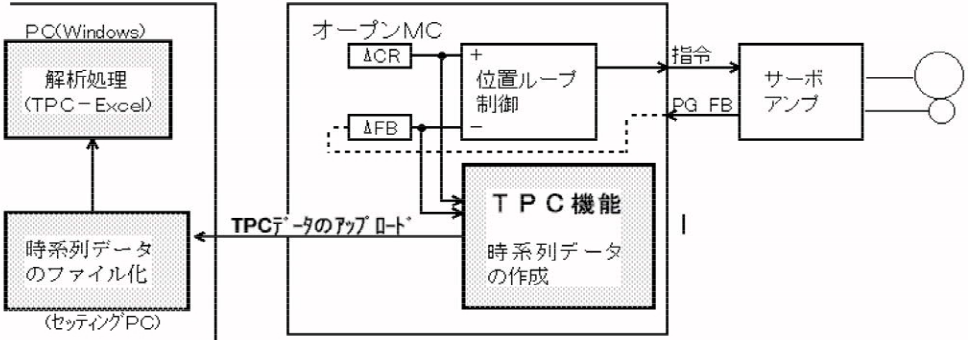 PC(Windows)
解析処理
(TPC-Excel)
時系列データ
のファイル化
(セッティングPC)
TPCデータのアップロード
オープンMC
ΔCR
ΔFB
+
位置ループ
制御
-
TPC機能
時系列データ
の作成
指令
PG FB
サーボ
アンプ